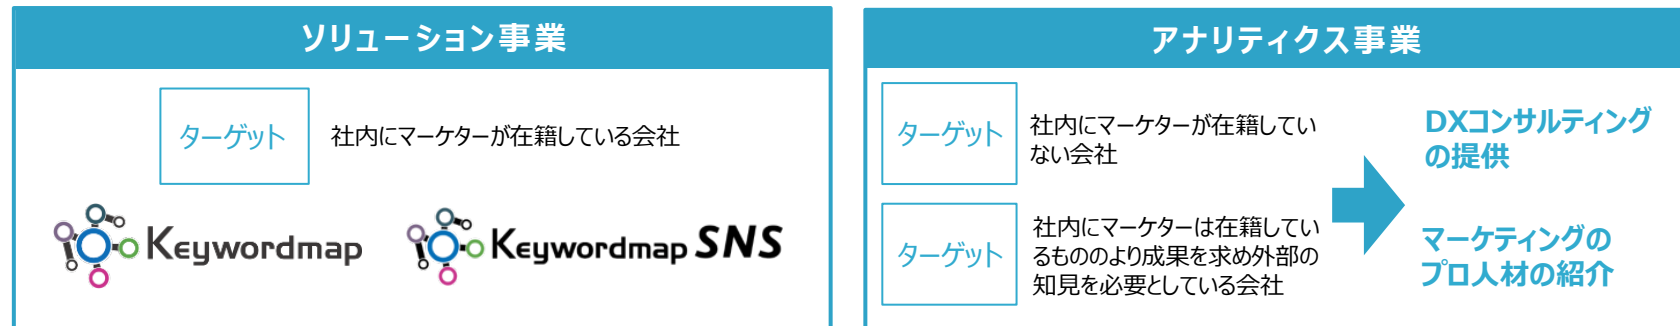 ソリューション事業
ターゲット
社内にマーケターが在籍している会社
Keywordmap
Keywordmap SNS
アナリティクス事業
ターゲット
社内にマーケターが在籍してい
ない会社
ターゲット
社内にマーケターは在籍してい
るもののより成果を求め外部の
知見を必要としている会社
DXコンサルティング
の提供
マーケティングの
プロ人材の紹介